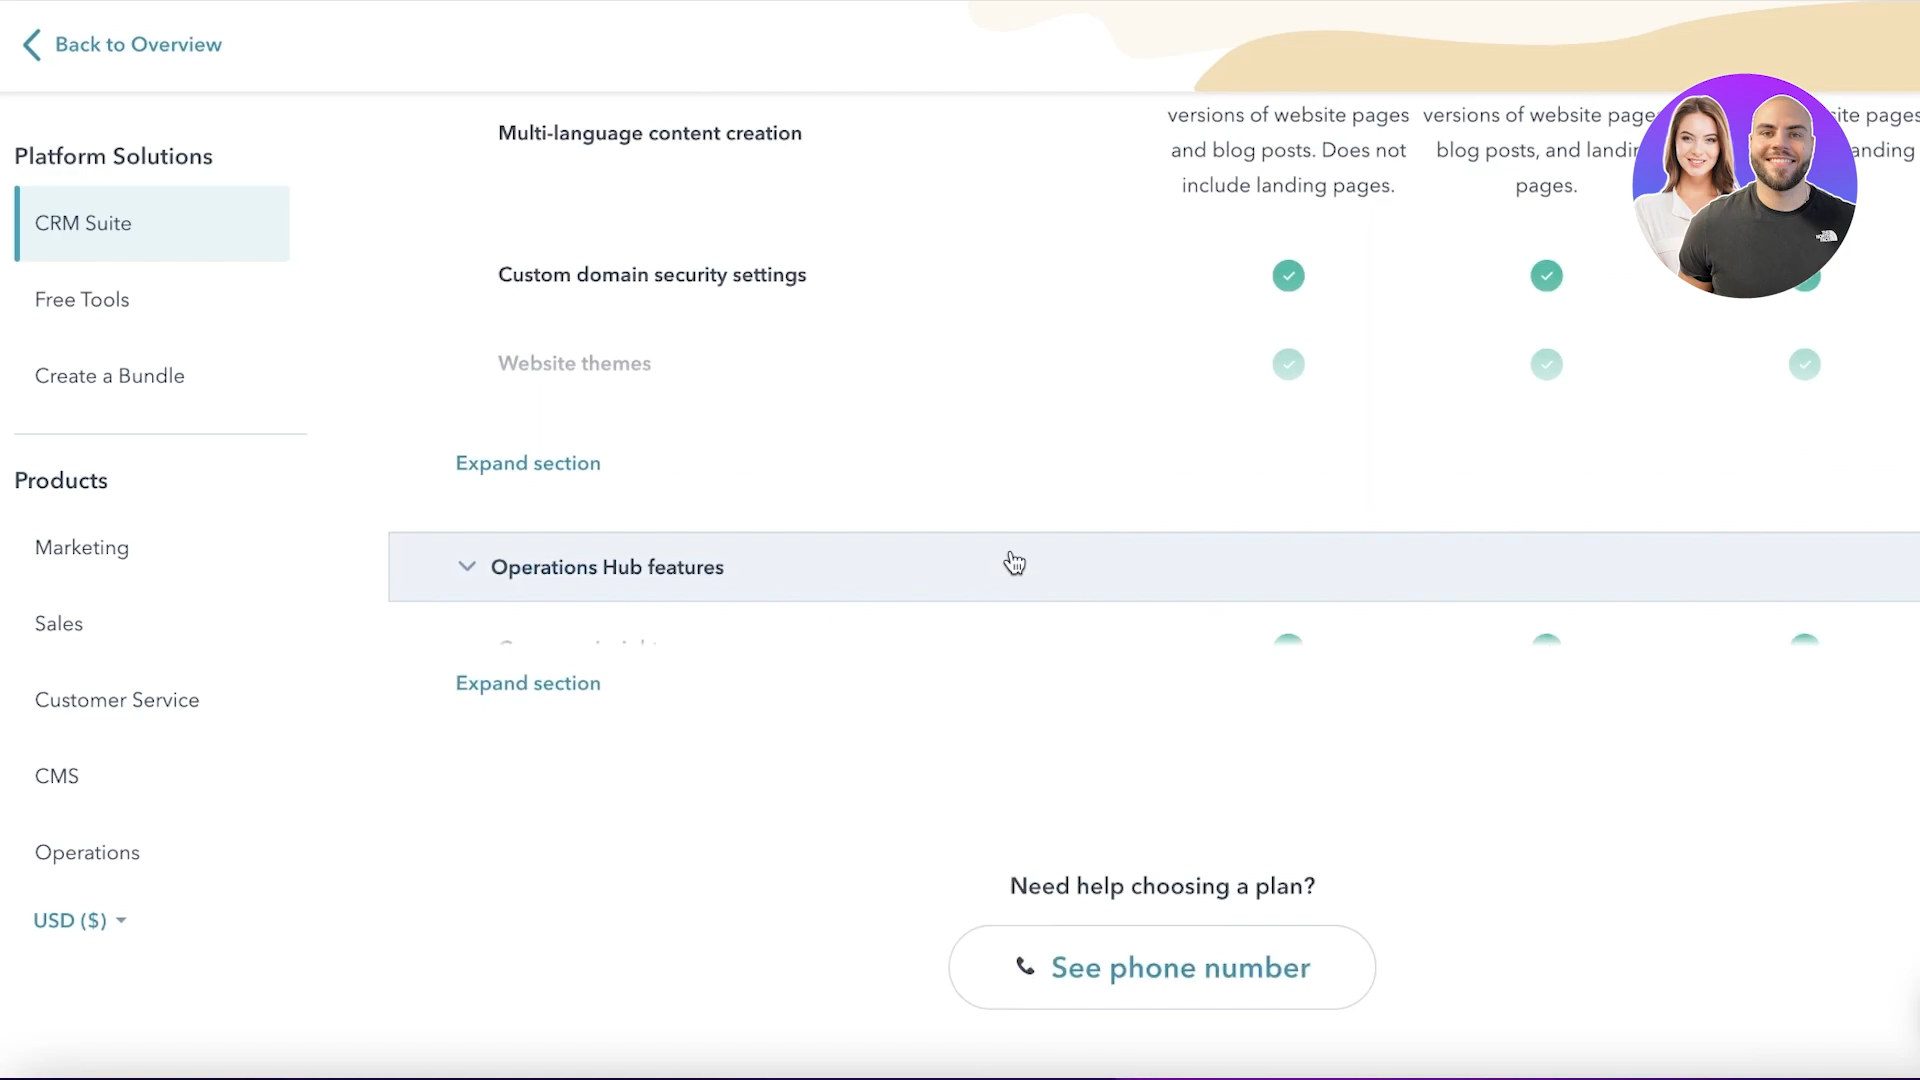 Back to Overview
Platform Solutions
CRM Suite
Free Tools
Create a Bundle
Products
Marketing
Sales
Customer Service
CMS
Operations
USD ($)
Multi-language content creation
versions of website pages
and blog posts. Does not
include landing pages.
versions of website page
blog posts, and landin
pages.
site pages
anding
Custom domain security settings
Website themes
Expand section
Operations Hub features
Expand section
Need help choosing a plan?
See phone number